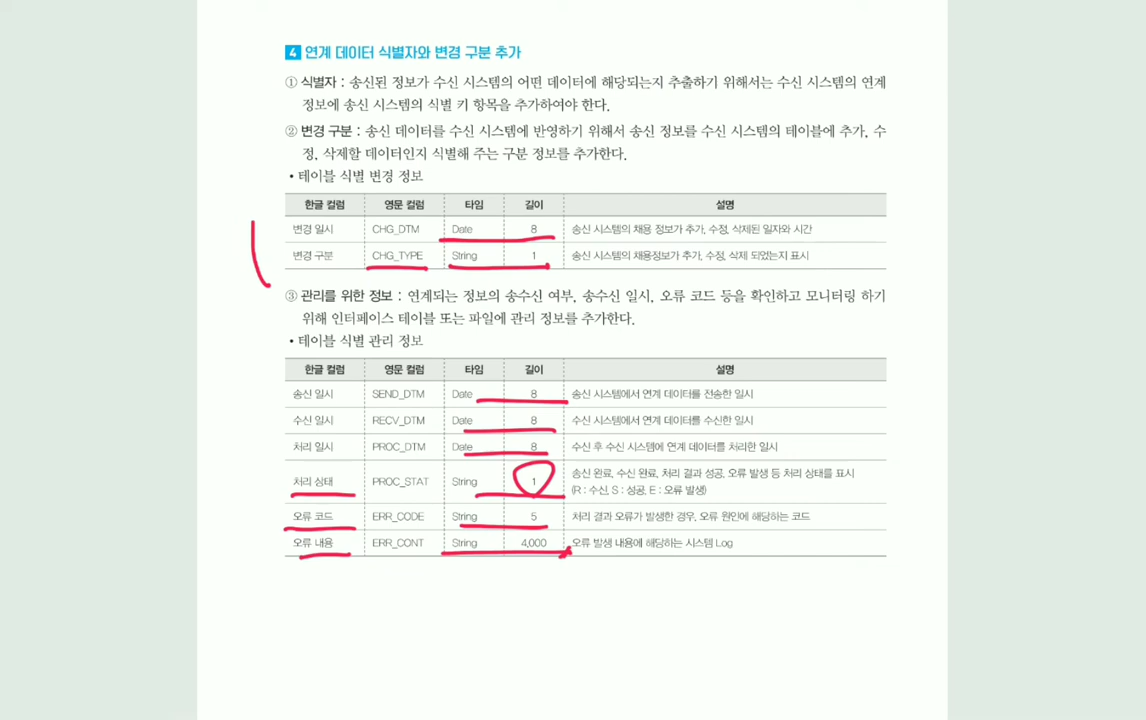 4 연계 데이터 식별자와 변경 구분 추가
① 식별자 : 송신된 정보가 수신 시스템의 어떤 데이터에 해당되는지 추출하기 위해서는 수신 시스템의 연계
정보에 송신 시스템의 식별 키 항목을 추가하여야 한다.
② 변경 구분 : 송신 데이터를 수신 시스템에 반영하기 위해서 송신 정보를 수신 시스템의 테이블에 추가, 수
정, 삭제할 데이터인지 식별해 주는 구분 정보를 추가한다.
• 테이블 식별 변경 정보
한글 컬럼 영문 컬럼 타임 길이 설명
변경 일시 CHG_DTM Date 8 송신 시스템의 채용 정보가 추가, 수정, 삭제된 일자와 시간
변경 구분 CHG_TYPE String 1 송신 시스템의 채용정보가 추가, 수정, 삭제 되었는지 표시
③ 관리를 위한 정보 : 연계되는 정보의 송수신 여부, 송수신 일시, 오류 코드 등을 확인하고 모니터링 하기
위해 인터페이스 테이블 또는 파일에 관리 정보를 추가한다.
• 테이블 식별 관리 정보
한글 컬럼 영문 컬럼 타임 길이 설명
송신 일시 SEND_DTM Date 8 송신 시스템에서 연계 데이터를 전송한 일시
수신 일시 RECV_DTM Date 8 수신 시스템에서 연계 데이터를 수신한 일시
처리 일시 PROC_DTM Date 8 수신 후 수신 시스템에 연계 데이터를 처리한 일시
처리 상태 PROC_STAT String 1 송신 완료, 수신 완료, 처리 결과 성공, 오류 발생 등 처리 상태를 표시
(R : 수신, S : 성공, E : 오류 발생)
오류 코드 ERR_CODE String 5 처리 결과 오류가 발생한 경우, 오류 원인에 해당하는 코드
오류 내용 ERR_CONT String 4,000 오류 발생 내용에 해당하는 시스템 Log